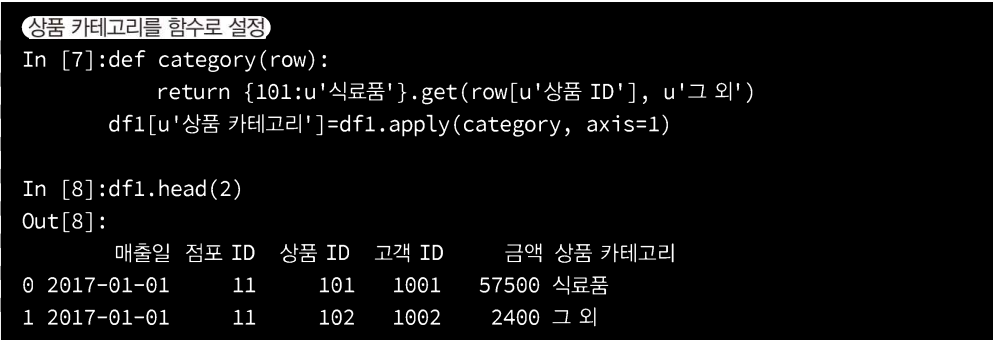 상품 카테고리를 함수로 설정
In [7]:def category(row):
return {101:u'식료품'}.get(row[u'상품 ID'], u'그 외')
df1[u'상품 카테고리']=df1.apply(category, axis=1)
In [8]:df1.head(2)
Out[8]:
매출일 점포 ID 상품 ID 고객 ID 금액 상품 카테고리
0 2017-01-01 11 101 1001 57500 식료품
1 2017-01-01 11 102 1002 2400 그 외